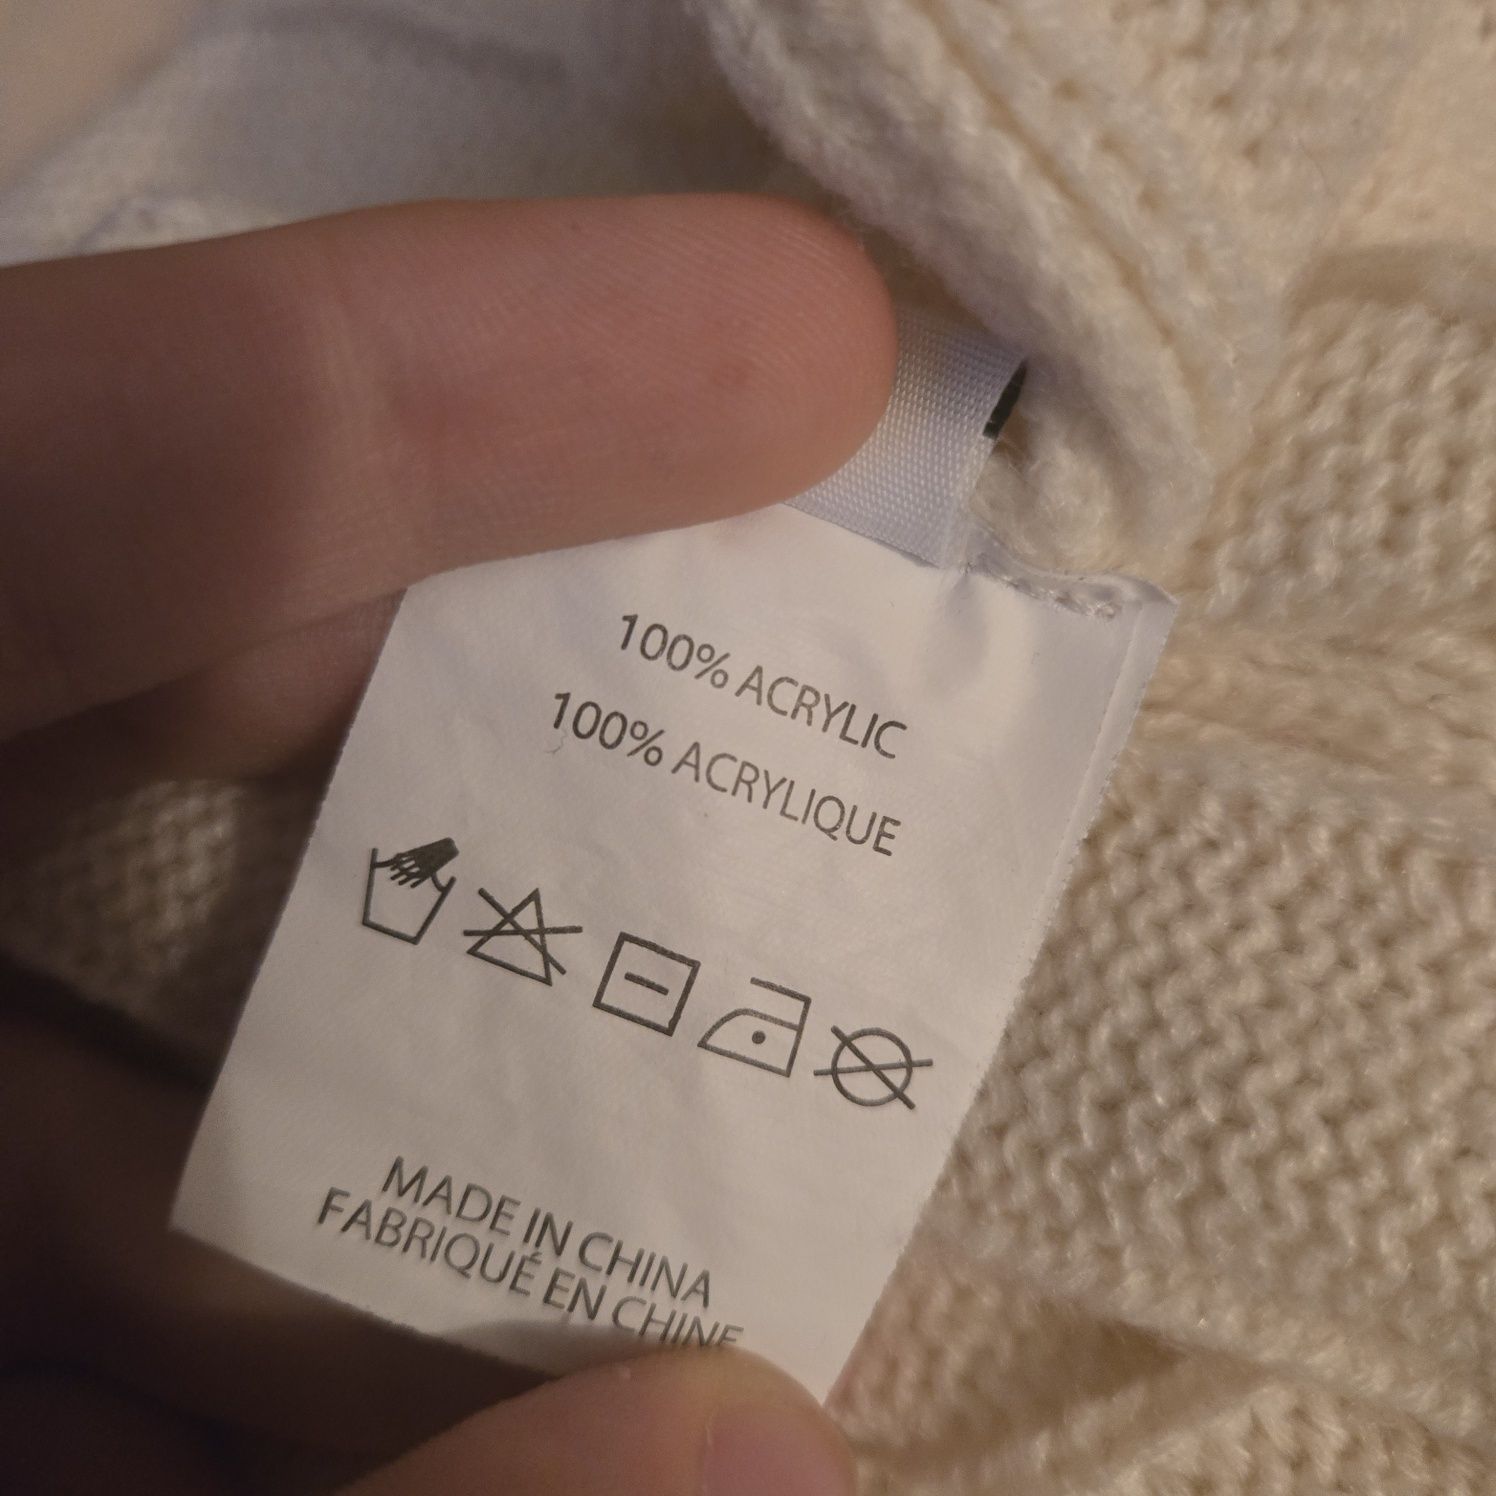 100% ACRYLIC
100% ACRYLIQUE
MADE IN CHINA
FABRIQUÉ EN CHINE